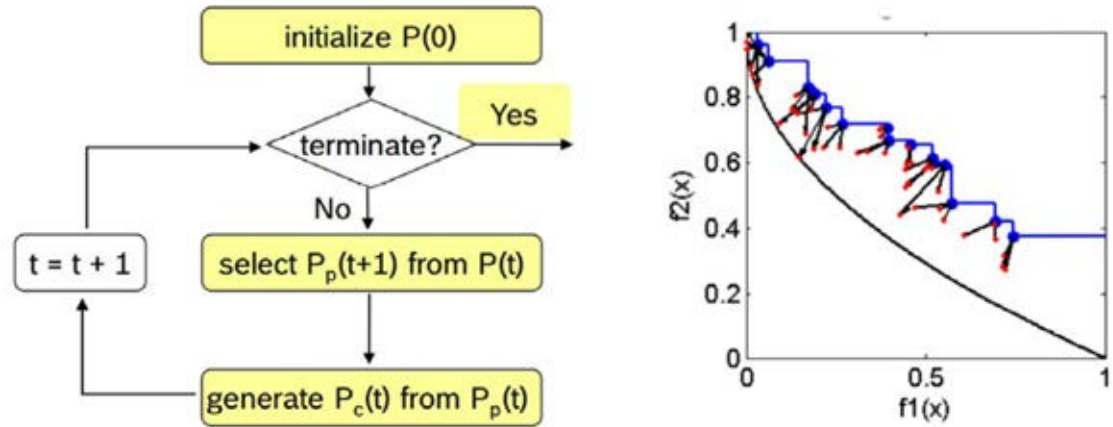 initialize P(0)
Yes
terminate?
No
t = t + 1
select Pₚ(t+1) from P(t)
generate P_c(t) from Pₚ(t)
f2(x)
1
0.8
0.6
0.4
0.2
0
0 0.5 1
f1(x)